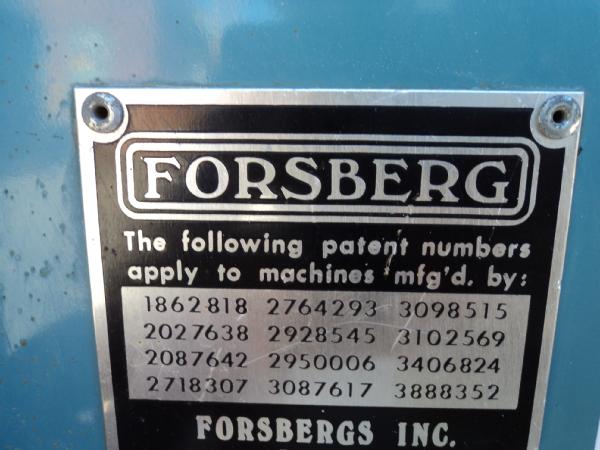 FORSBERG
The following patent numbers
apply to machines mfg'd. by:
1862818 2764293 3098515
2027638 2928545 3102569
2087642 2950006 3406824
2718307 3087617 3888352
FORSBERGS INC.